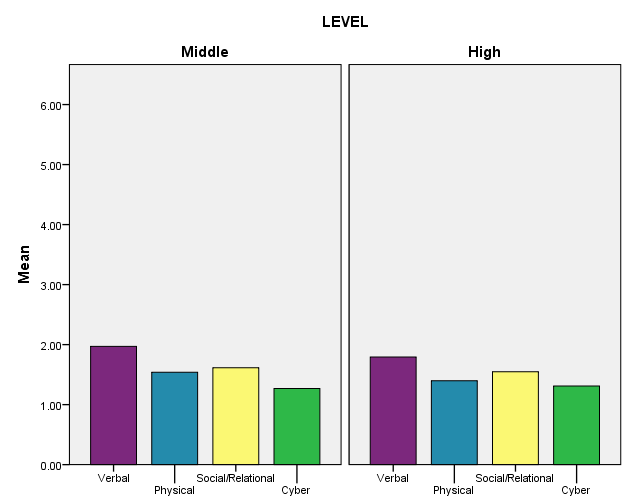 LEVEL
Middle
High
Mean
6.00
5.00
4.00
3.00
2.00
1.00
0.00
Verbal
Physical
Social/Relational
Cyber
Verbal
Physical
Social/Relational
Cyber